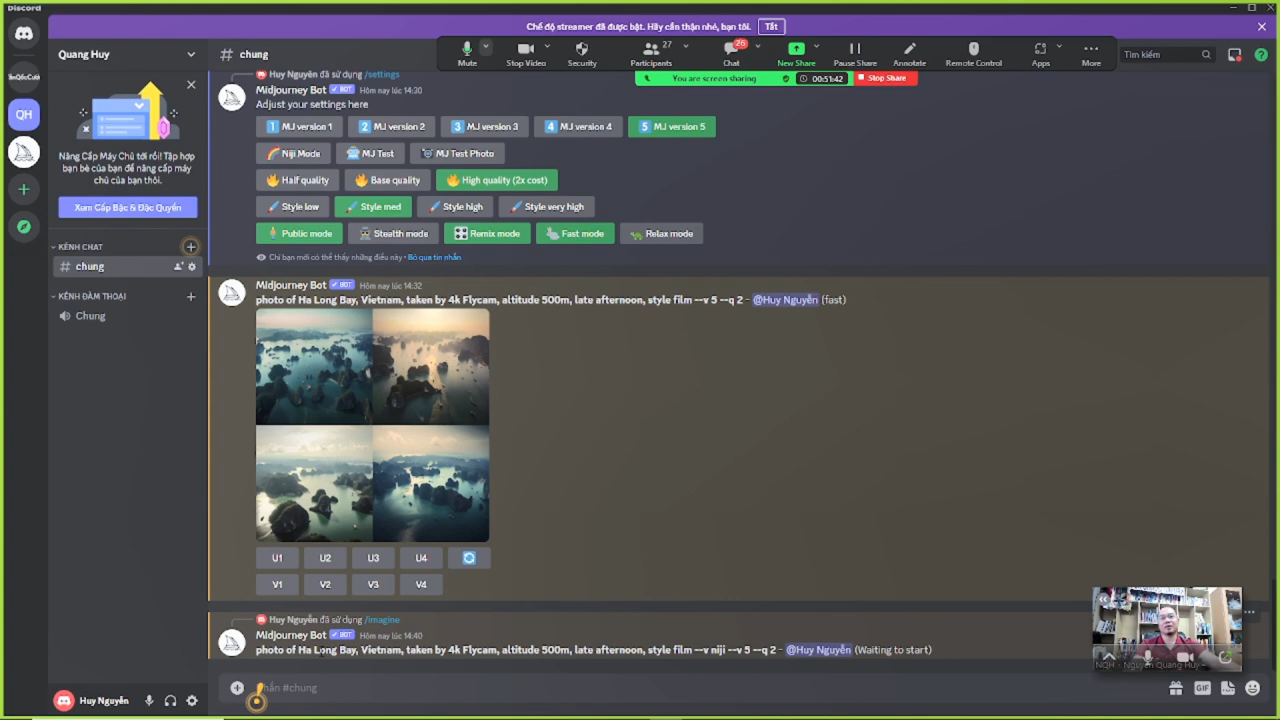 Discord
Chế độ streamer đã được bật. Hãy cẩn thận nhé, bạn tôi. Tắt
Quang Huy
# chung
Mute
Stop Video
Security
27
Participants
26
Chat
New Share
Pause Share
Annotate
Remote Control
Apps
More
Tìm kiếm
You are screen sharing
00:51:42
Stop Share
QH
Nâng Cấp Máy Chủ tới rồi! Tập hợp
bạn bè của bạn để nâng cấp máy
chủ của bạn thôi.
Xem Cấp Bậc & Đặc Quyền
KÊNH CHAT
# chung
KÊNH ĐÀM THOẠI
Chung
Huy Nguyễn đã sử dụng /settings
Midjourney Bot ✓ BOT Hôm nay lúc 14:30
Adjust your settings here
1 MJ version 1
2 MJ version 2
3 MJ version 3
4 MJ version 4
5 MJ version 5
Niji Mode
MJ Test
MJ Test Photo
Half quality
Base quality
High quality (2x cost)
Style low
Style med
Style high
Style very high
Public mode
Stealth mode
Remix mode
Fast mode
Relax mode
Chỉ bạn mới có thể thấy những điều này • Bỏ qua tin nhắn
Midjourney Bot ✓ BOT Hôm nay lúc 14:32
photo of Ha Long Bay, Vietnam, taken by 4k Flycam, altitude 500m, late afternoon, style film --v 5 --q 2 - @Huy Nguyễn (fast)
U1 U2 U3 U4
V1 V2 V3 V4
Huy Nguyễn đã sử dụng /imagine
Midjourney Bot ✓ BOT Hôm nay lúc 14:40
photo of Ha Long Bay, Vietnam, taken by 4k Flycam, altitude 500m, late afternoon, style film --v niji --v 5 --q 2 - @Huy Nguyễn (Waiting to start)
NQH - Nguyễn Quang Huy -
Huy Nguyễn
nhắn #chung
GIF